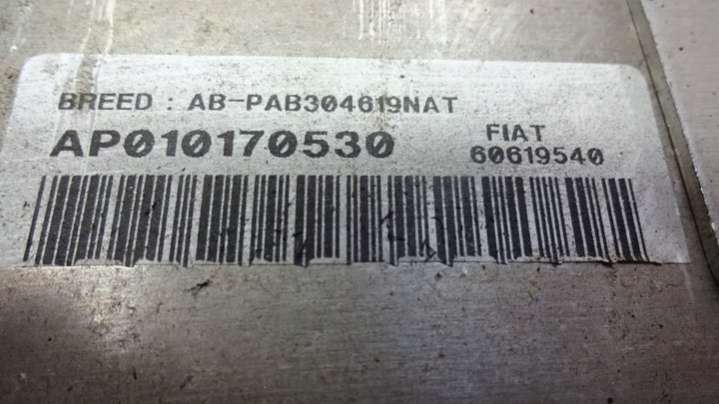 BREED : AB-PAB304619NAT
AP010170530
FIAT
60619540